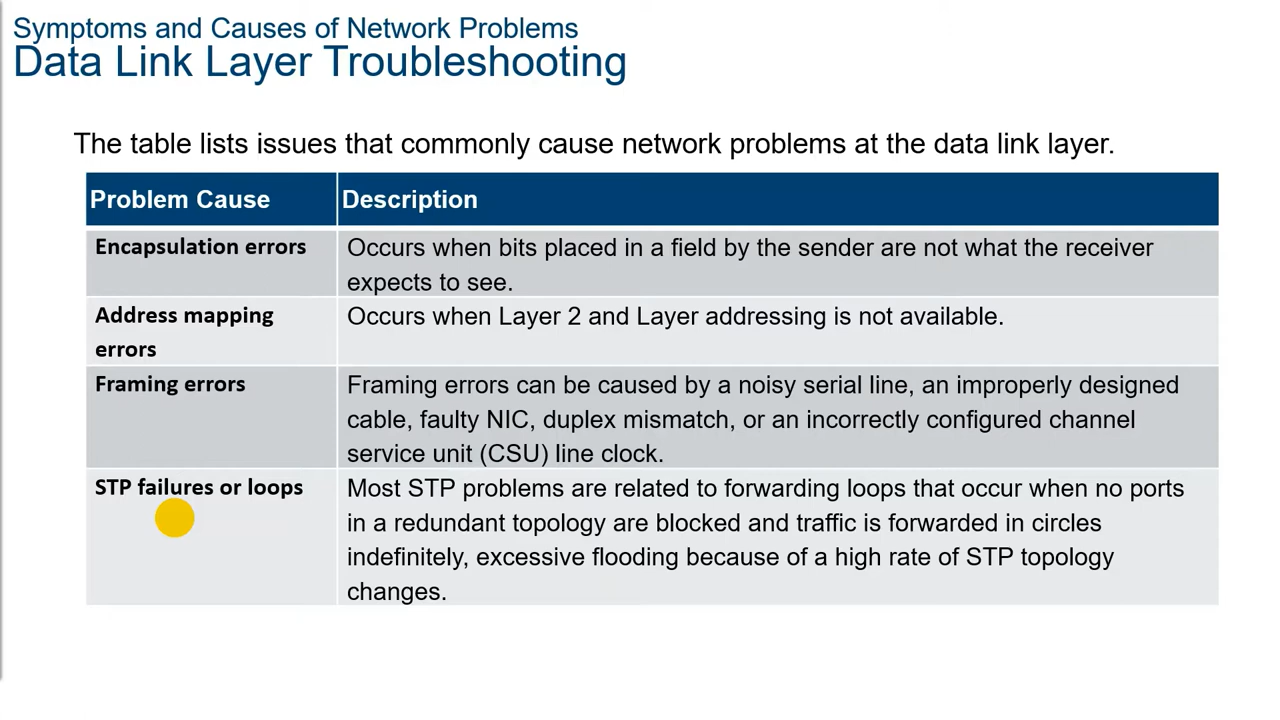 Symptoms and Causes of Network Problems
Data Link Layer Troubleshooting
The table lists issues that commonly cause network problems at the data link layer.
Problem Cause
Description
Encapsulation errors
Occurs when bits placed in a field by the sender are not what the receiver
expects to see.
Address mapping
errors
Occurs when Layer 2 and Layer addressing is not available.
Framing errors
Framing errors can be caused by a noisy serial line, an improperly designed
cable, faulty NIC, duplex mismatch, or an incorrectly configured channel
service unit (CSU) line clock.
STP failures or loops
Most STP problems are related to forwarding loops that occur when no ports
in a redundant topology are blocked and traffic is forwarded in circles
indefinitely, excessive flooding because of a high rate of STP topology
changes.